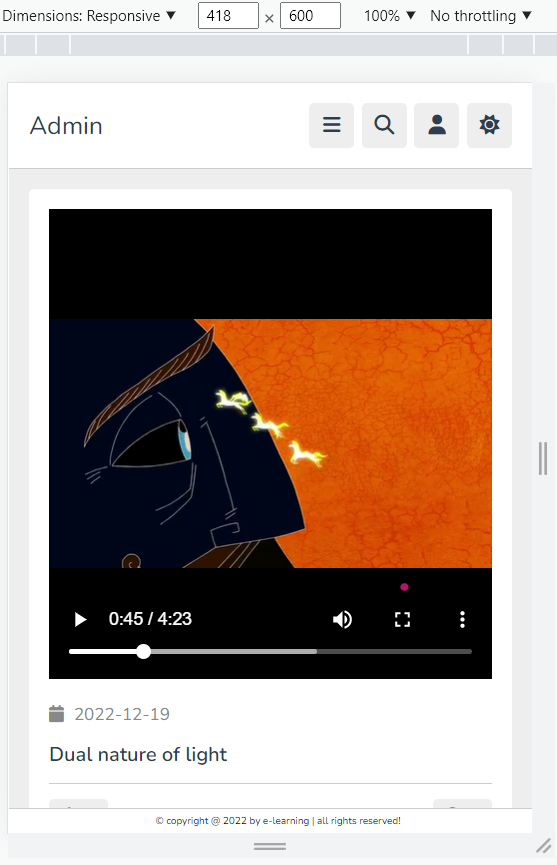 Dimensions: Responsive ▼ 418 × 600 100% ▼ No throttling ▼
Admin
0:45 / 4:23
2022-12-19
Dual nature of light
© copyright @ 2022 by e-learning | all rights reserved!